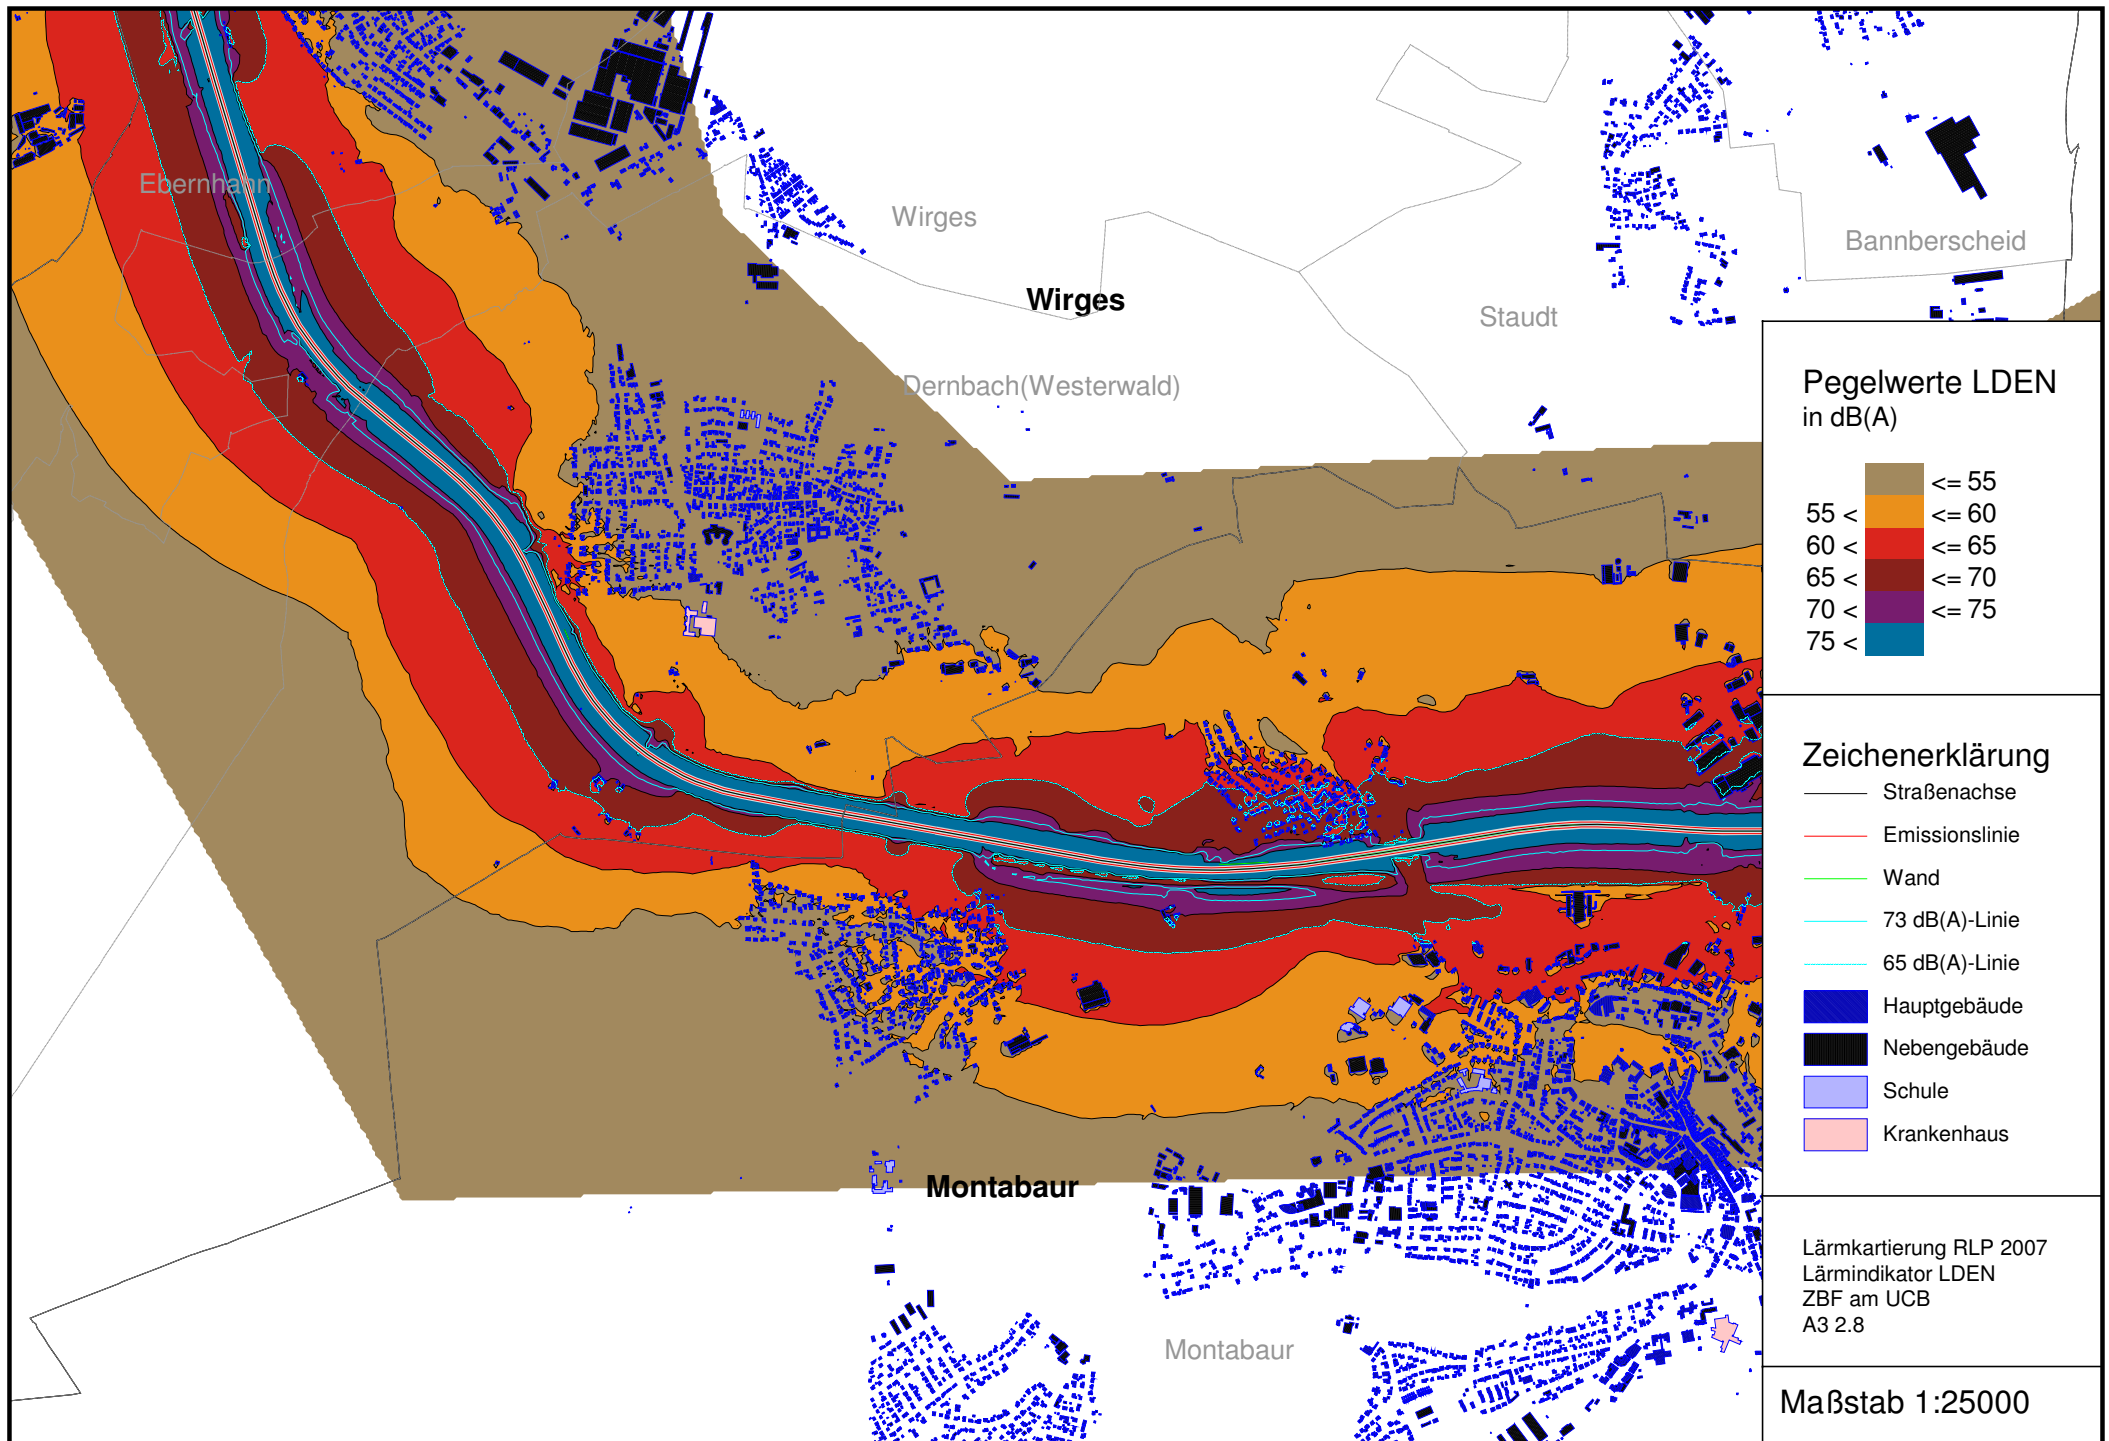 Ebernhahn
Wirges
Bannberscheid
Wirges
Staudt
Dernbach(Westerwald)
Montabaur
Montabaur
Pegelwerte LDEN
in dB(A)
<= 55
55 < <= 60
60 < <= 65
65 < <= 70
70 < <= 75
75 <
Zeichenerklärung
Straßenachse
Emissionslinie
Wand
73 dB(A)-Linie
65 dB(A)-Linie
Hauptgebäude
Nebengebäude
Schule
Krankenhaus
Lärmkartierung RLP 2007
Lärmindikator LDEN
ZBF am UCB
A3 2.8
Maßstab 1:25000